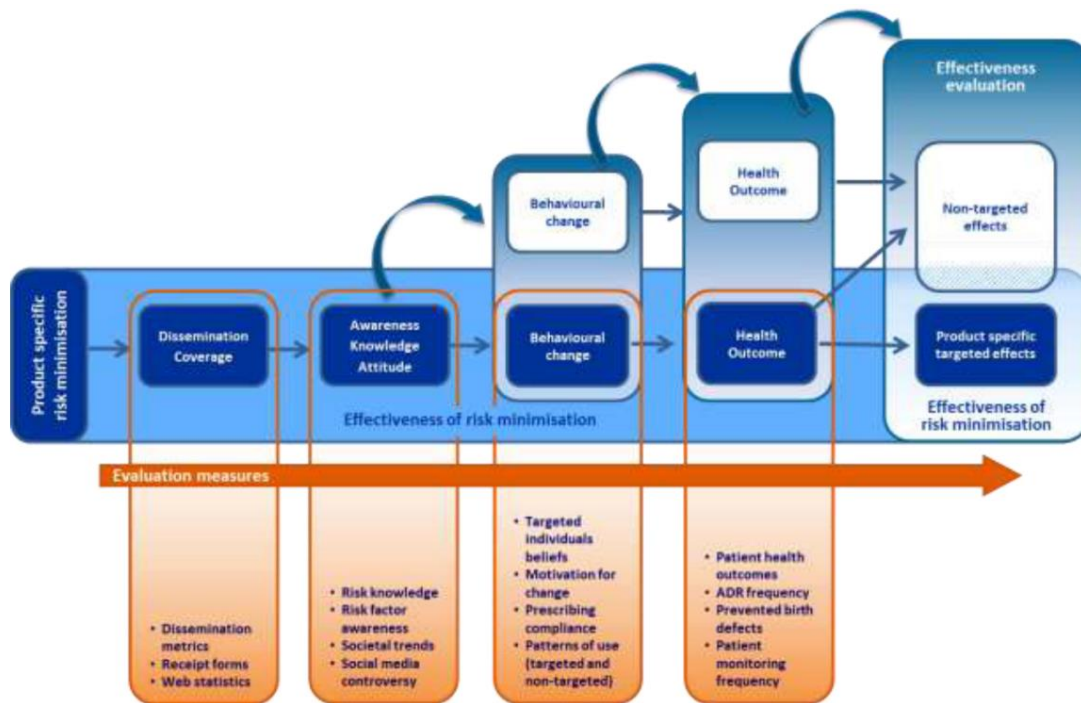 Effectiveness
evaluation
Health
Outcome
Behavioural
change
Non-targeted
effects
Product specific
risk minimisation
Dissemination
Coverage
Awareness
Knowledge
Attitude
Behavioural
change
Health
Outcome
Product specific
targeted effects
Effectiveness of risk minimisation
Effectiveness of
risk minimisation
Evaluation measures
• Dissemination
metrics
• Receipt forms
• Web statistics
• Risk knowledge
• Risk factor
awareness
• Societal trends
• Social media
controversy
• Targeted
individuals
beliefs
• Motivation for
change
• Prescribing
compliance
• Patterns of use
(targeted and
non-targeted)
• Patient health
outcomes
• ADR frequency
• Prevented birth
defects
• Patient
monitoring
frequency